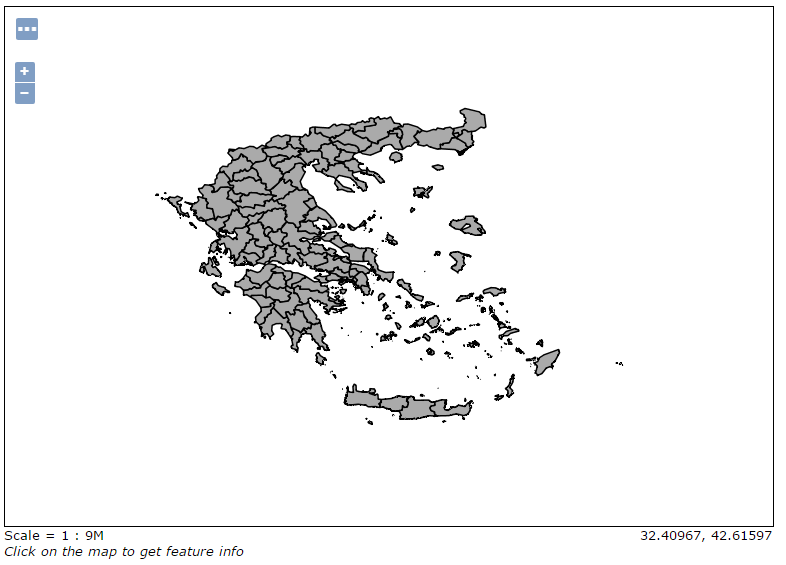 Scale = 1 : 9M
32.40967, 42.61597
Click on the map to get feature info